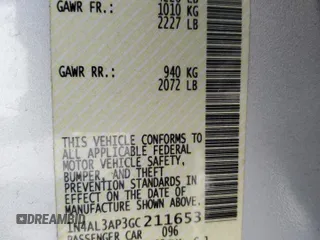 GAWR FR.: 1010 KG
2227 LB
GAWR RR.: 940 KG
2072 LB
THIS VEHICLE CONFORMS TO
ALL APPLICABLE FEDERAL
MOTOR VEHICLE SAFETY,
BUMPER, AND THEFT
PREVENTION STANDARDS IN
EFFECT ON THE DATE OF
MANUFACTURE SHOWN ABOVE.
1N4AL3AP3GC211653
PASSENGER CAR 096
DREAMBID